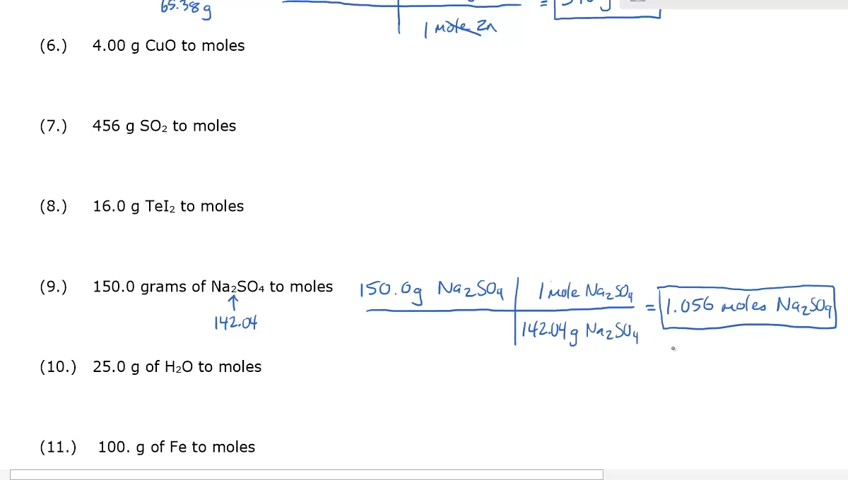 65.38g
1 mole Zn
(6.) 4.00 g CuO to moles
(7.) 456 g SO₂ to moles
(8.) 16.0 g TeI₂ to moles
(9.) 150.0 grams of Na₂SO₄ to moles
↑
142.04
150.0g Na₂SO₄ | 1 mole Na₂SO₄
142.04g Na₂SO₄
= 1.056 moles Na₂SO₄
(10.) 25.0 g of H₂O to moles
(11.) 100. g of Fe to moles